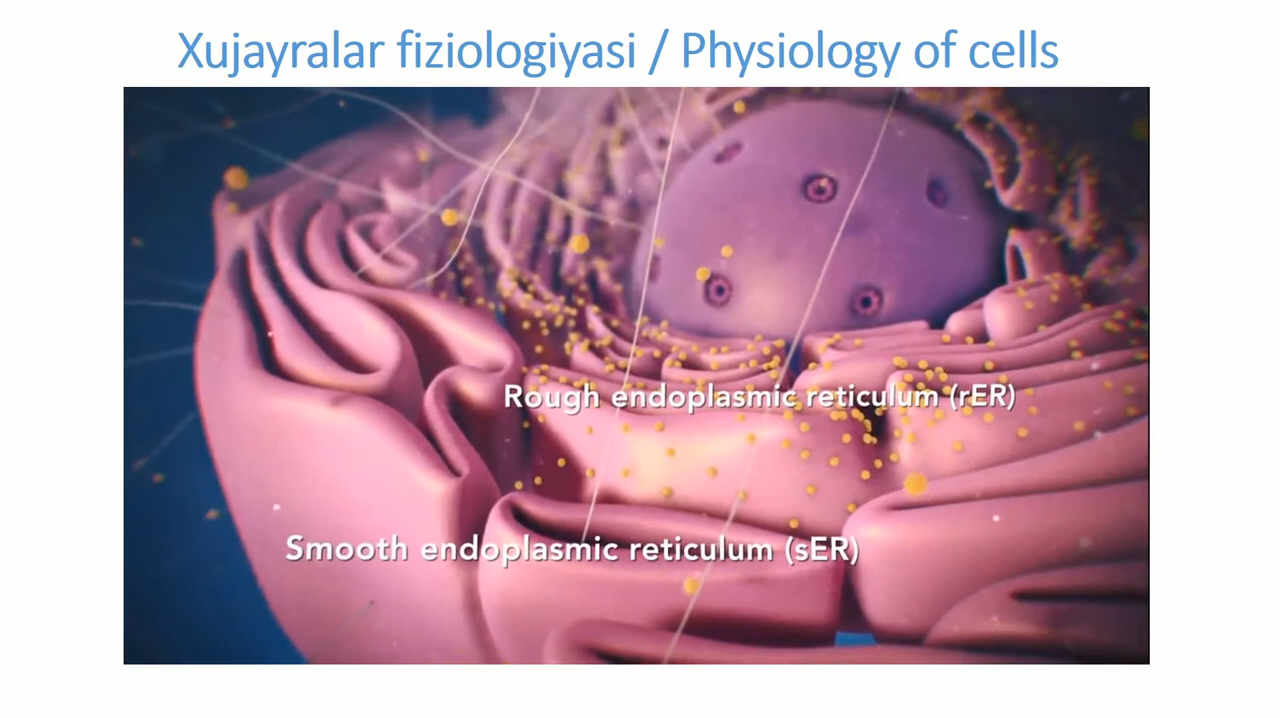 Xujayralar fiziologiyasi / Physiology of cells
Rough endoplasmic reticulum (rER)
Smooth endoplasmic reticulum (sER)